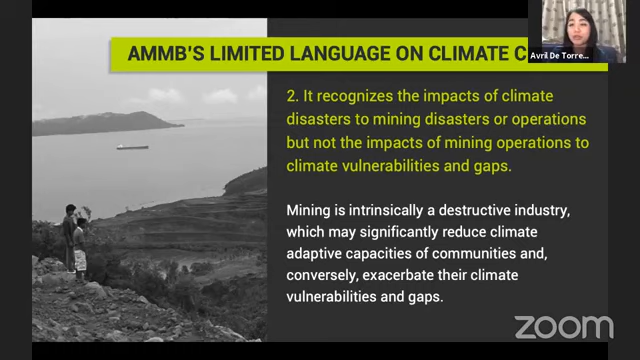 AMMB'S LIMITED LANGUAGE ON CLIMATE C
Avril De Torre...
2. It recognizes the impacts of climate
disasters to mining disasters or operations
but not the impacts of mining operations to
climate vulnerabilities and gaps.
Mining is intrinsically a destructive industry,
which may significantly reduce climate
adaptive capacities of communities and,
conversely, exacerbate their climate
vulnerabilities and gaps.
zoom